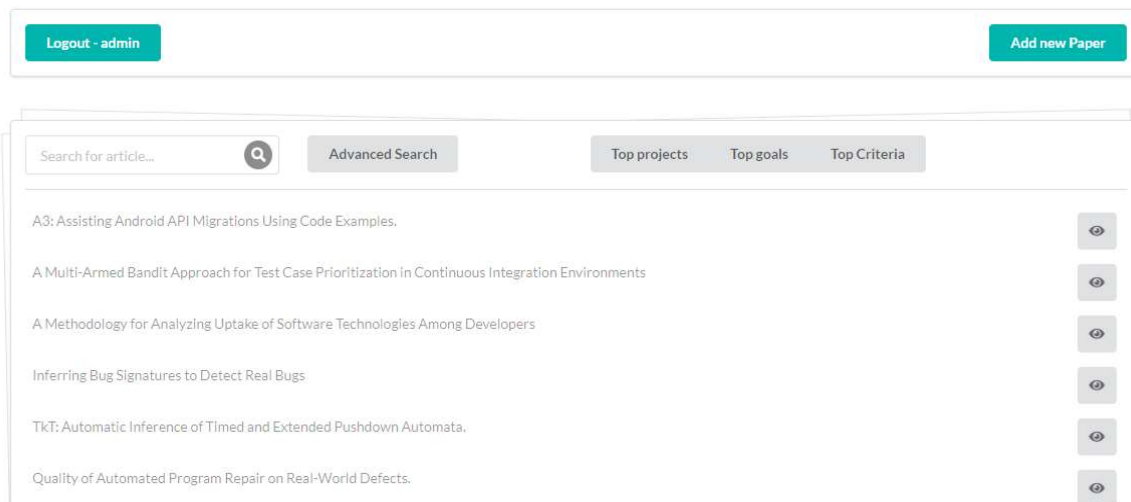 Logout - admin
Add new Paper
Search for article...
Advanced Search
Top projects
Top goals
Top Criteria
A3: Assisting Android API Migrations Using Code Examples.
A Multi-Armed Bandit Approach for Test Case Prioritization in Continuous Integration Environments
A Methodology for Analyzing Uptake of Software Technologies Among Developers
Inferring Bug Signatures to Detect Real Bugs
TkT: Automatic Inference of Timed and Extended Pushdown Automata.
Quality of Automated Program Repair on Real-World Defects.